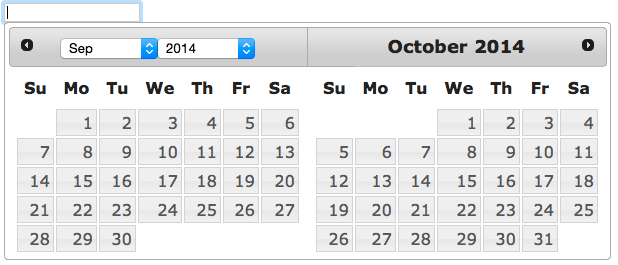 Sep 2014 October 2014
Su Mo Tu We Th Fr Sa Su Mo Tu We Th Fr Sa
1 2 3 4 5 6 1 2 3 4
7 8 9 10 11 12 13 5 6 7 8 9 10 11
14 15 16 17 18 19 20 12 13 14 15 16 17 18
21 22 23 24 25 26 27 19 20 21 22 23 24 25
28 29 30 26 27 28 29 30 31